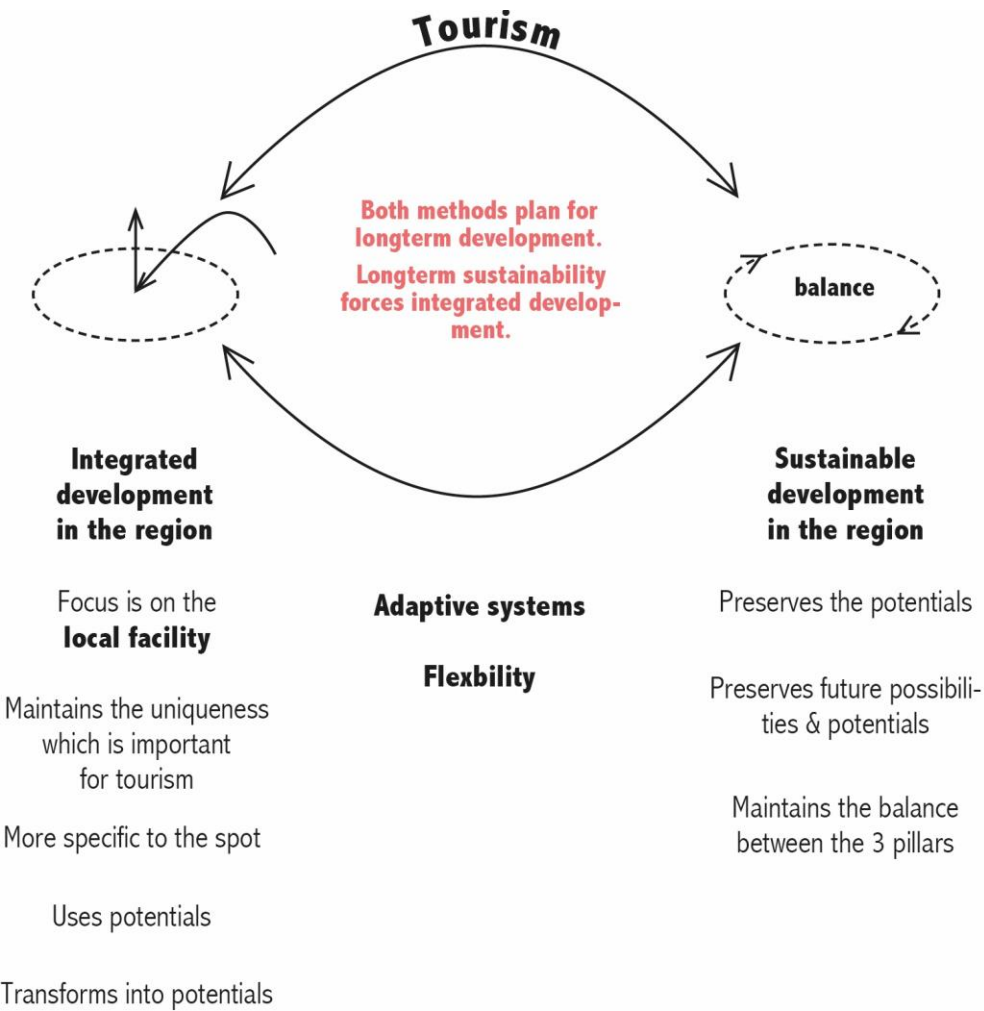 Tourism
Both methods plan for
longterm development.
Longterm sustainability
forces integrated develop-
ment.
balance
Integrated
development
in the region
Focus is on the
local facility
Maintains the uniqueness
which is important
for tourism
More specific to the spot
Uses potentials
Transforms into potentials
Adaptive systems
Flexbility
Sustainable
development
in the region
Preserves the potentials
Preserves future possibili-
ties & potentials
Maintains the balance
between the 3 pillars